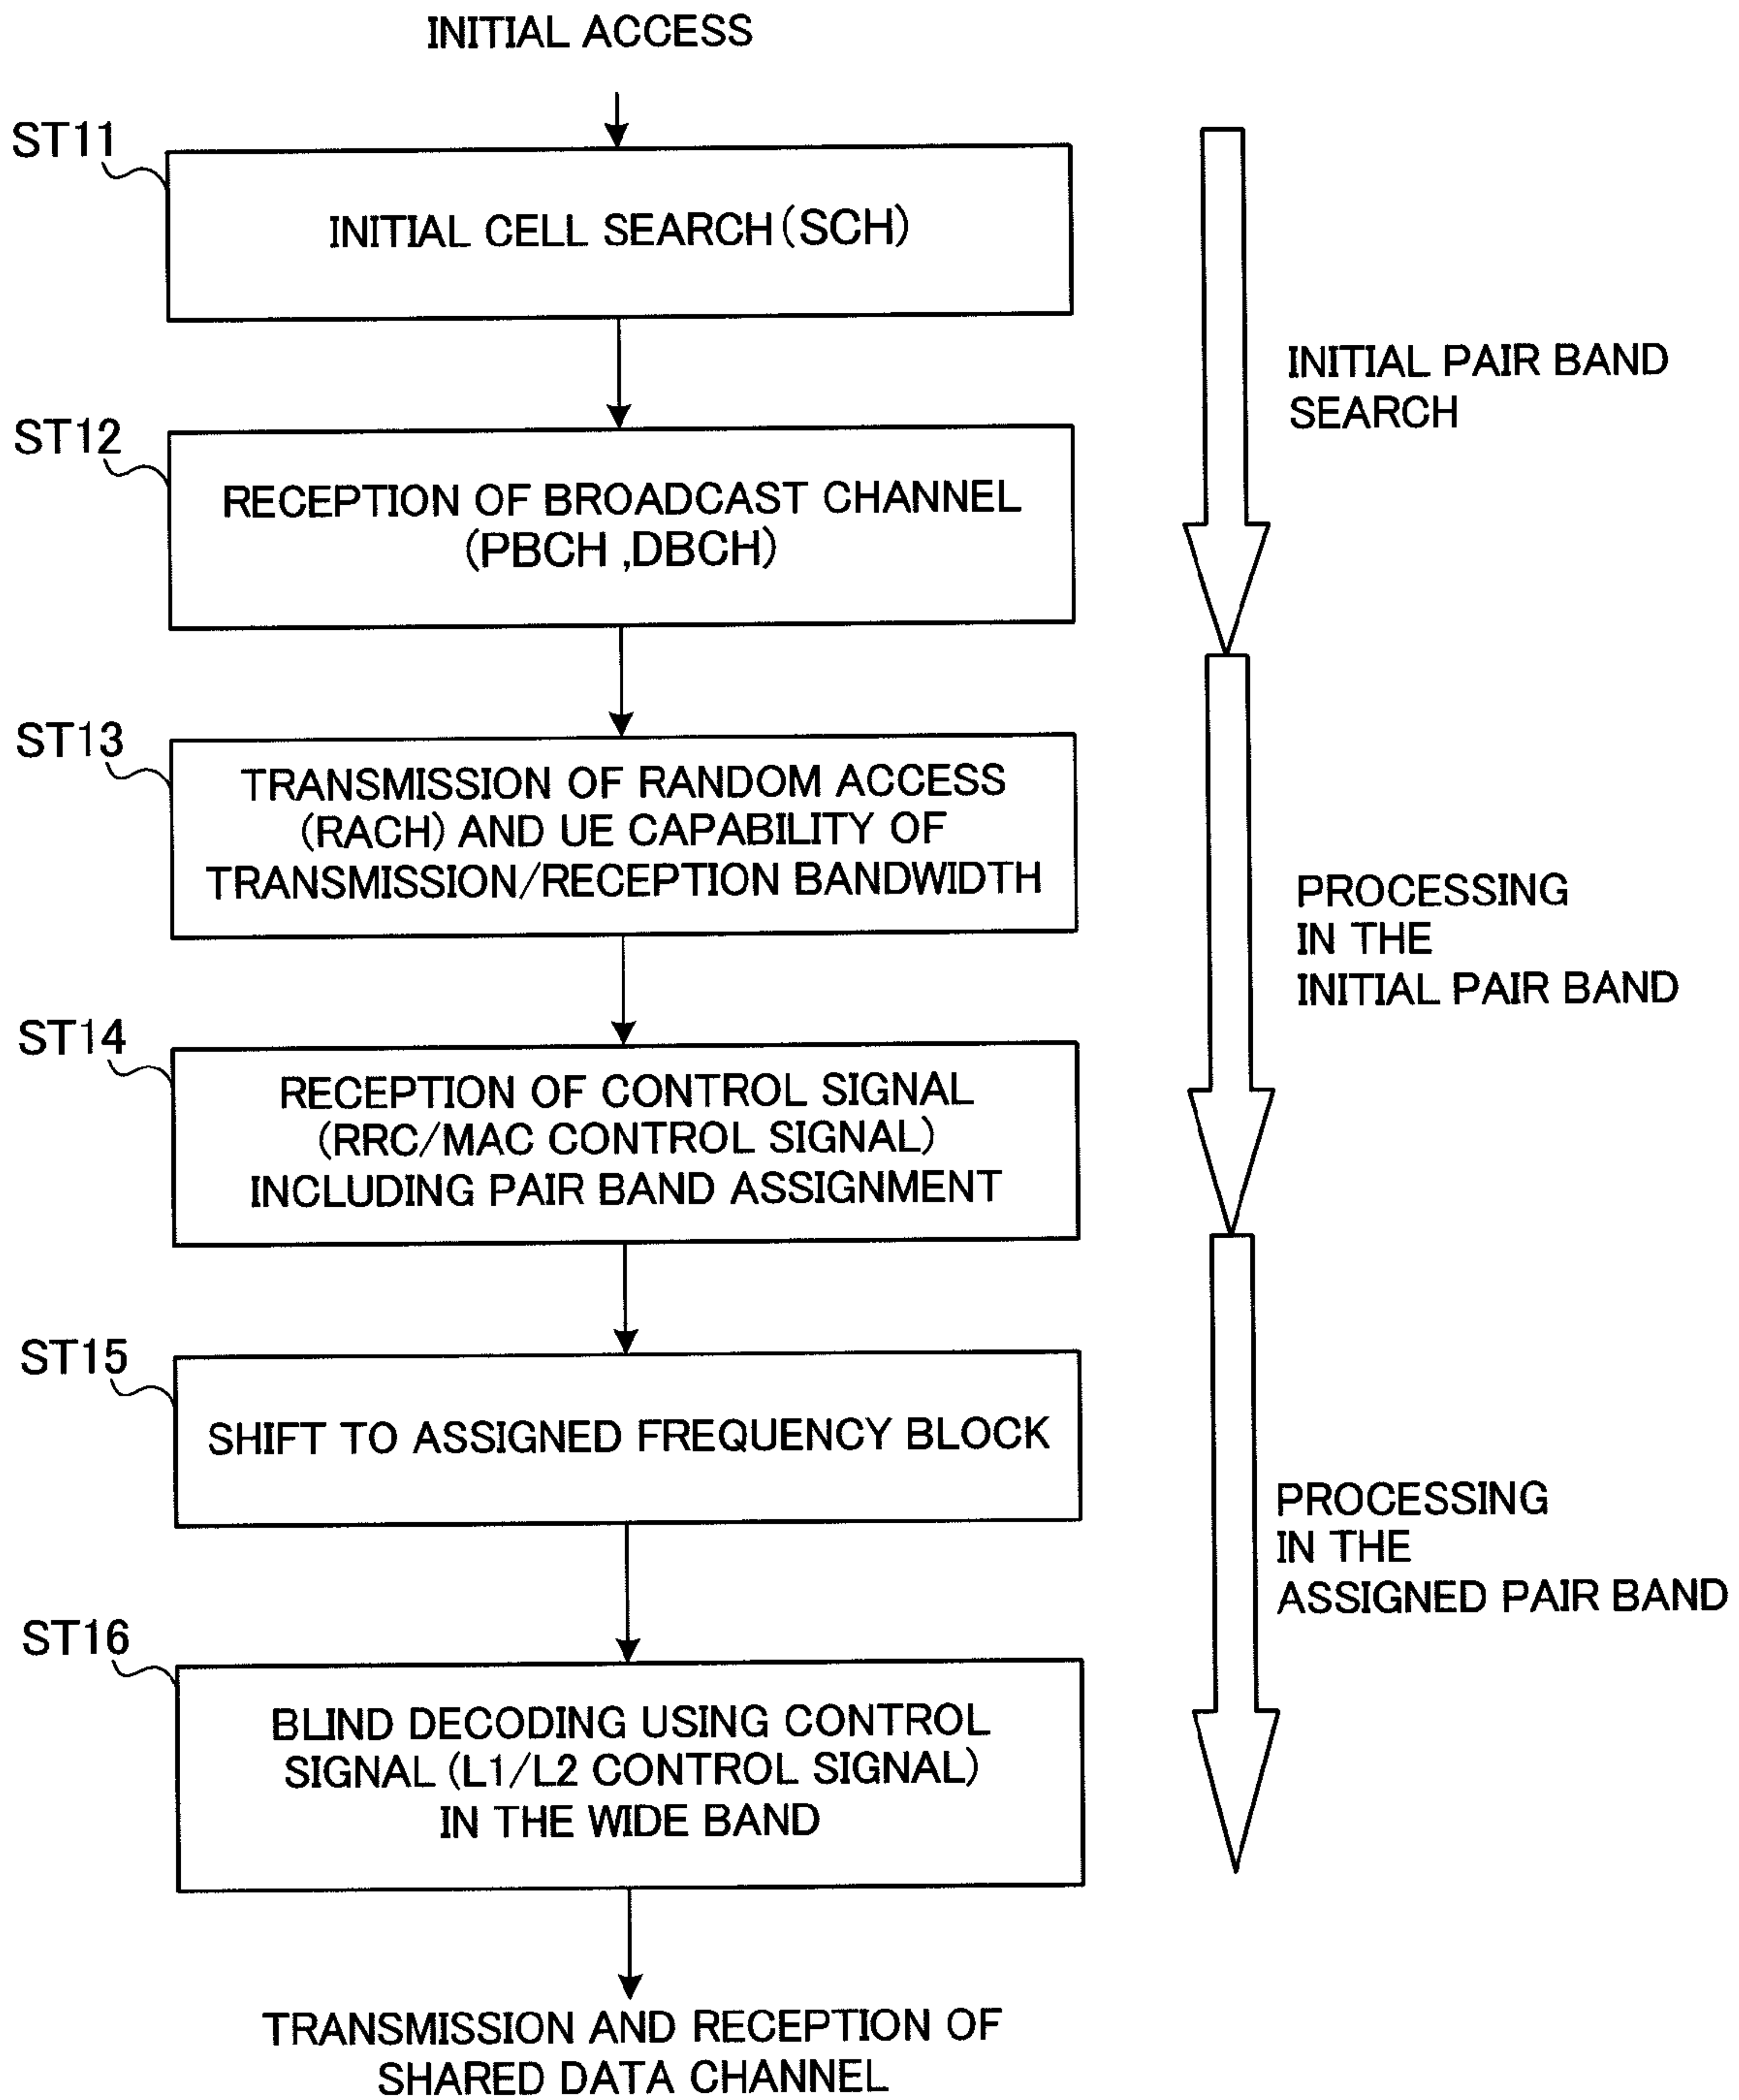 INITIAL ACCESS
ST11
INITIAL CELL SEARCH (SCH)
INITIAL PAIR BAND
SEARCH
ST12
RECEPTION OF BROADCAST CHANNEL
(PBCH ,DBCH)
ST13
TRANSMISSION OF RANDOM ACCESS
(RACH) AND UE CAPABILITY OF
TRANSMISSION/RECEPTION BANDWIDTH
PROCESSING
IN THE
INITIAL PAIR BAND
ST14
RECEPTION OF CONTROL SIGNAL
(RRC/MAC CONTROL SIGNAL)
INCLUDING PAIR BAND ASSIGNMENT
ST15
SHIFT TO ASSIGNED FREQUENCY BLOCK
PROCESSING
IN THE
ASSIGNED PAIR BAND
ST16
BLIND DECODING USING CONTROL
SIGNAL (L1/L2 CONTROL SIGNAL)
IN THE WIDE BAND
TRANSMISSION AND RECEPTION OF
SHARED DATA CHANNEL